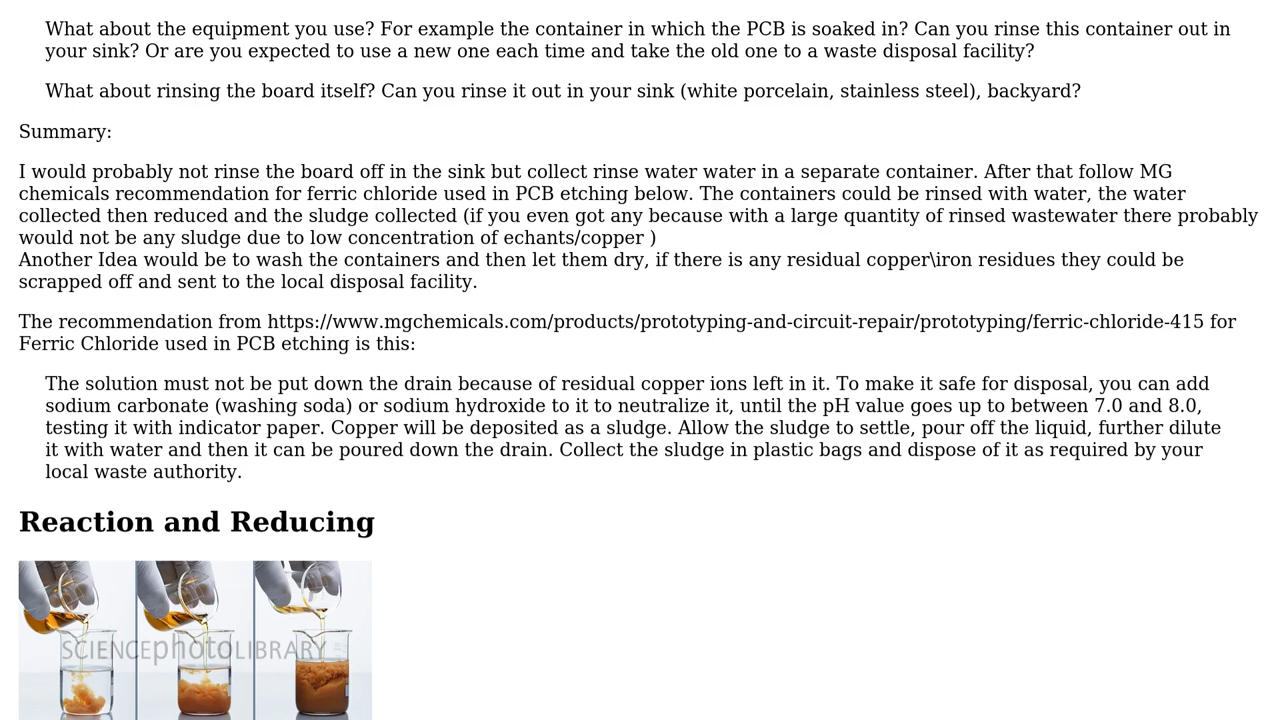 What about the equipment you use? For example the container in which the PCB is soaked in? Can you rinse this container out in
your sink? Or are you expected to use a new one each time and take the old one to a waste disposal facility?
What about rinsing the board itself? Can you rinse it out in your sink (white porcelain, stainless steel), backyard?
Summary:
I would probably not rinse the board off in the sink but collect rinse water water in a separate container. After that follow MG
chemicals recommendation for ferric chloride used in PCB etching below. The containers could be rinsed with water, the water
collected then reduced and the sludge collected (if you even got any because with a large quantity of rinsed wastewater there probably
would not be any sludge due to low concentration of echants/copper )
Another Idea would be to wash the containers and then let them dry, if there is any residual copper\iron residues they could be
scrapped off and sent to the local disposal facility.
The recommendation from https://www.mgchemicals.com/products/prototyping-and-circuit-repair/prototyping/ferric-chloride-415 for
Ferric Chloride used in PCB etching is this:
The solution must not be put down the drain because of residual copper ions left in it. To make it safe for disposal, you can add
sodium carbonate (washing soda) or sodium hydroxide to it to neutralize it, until the pH value goes up to between 7.0 and 8.0,
testing it with indicator paper. Copper will be deposited as a sludge. Allow the sludge to settle, pour off the liquid, further dilute
it with water and then it can be poured down the drain. Collect the sludge in plastic bags and dispose of it as required by your
local waste authority.
Reaction and Reducing
SCIENCEphotoLIBRARY